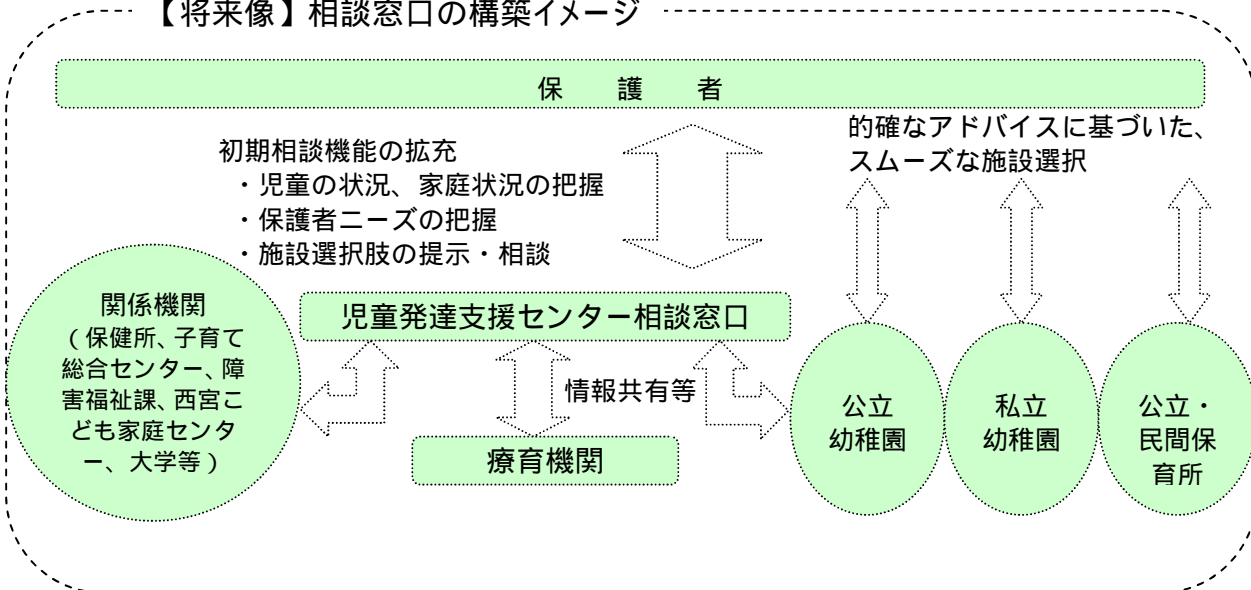 【将来像】相談窓口の構築イメージ
保　護　者
初期相談機能の拡充
・児童の状況、家庭状況の把握
・保護者ニーズの把握
・施設選択肢の提示・相談
的確なアドバイスに基づいた、
スムーズな施設選択
関係機関
（保健所、子育て
総合センター、障
害福祉課、西宮こ
ども家庭センタ
ー、大学等）
児童発達支援センター相談窓口
情報共有等
療育機関
公立
幼稚園
私立
幼稚園
公立・
民間保
育所